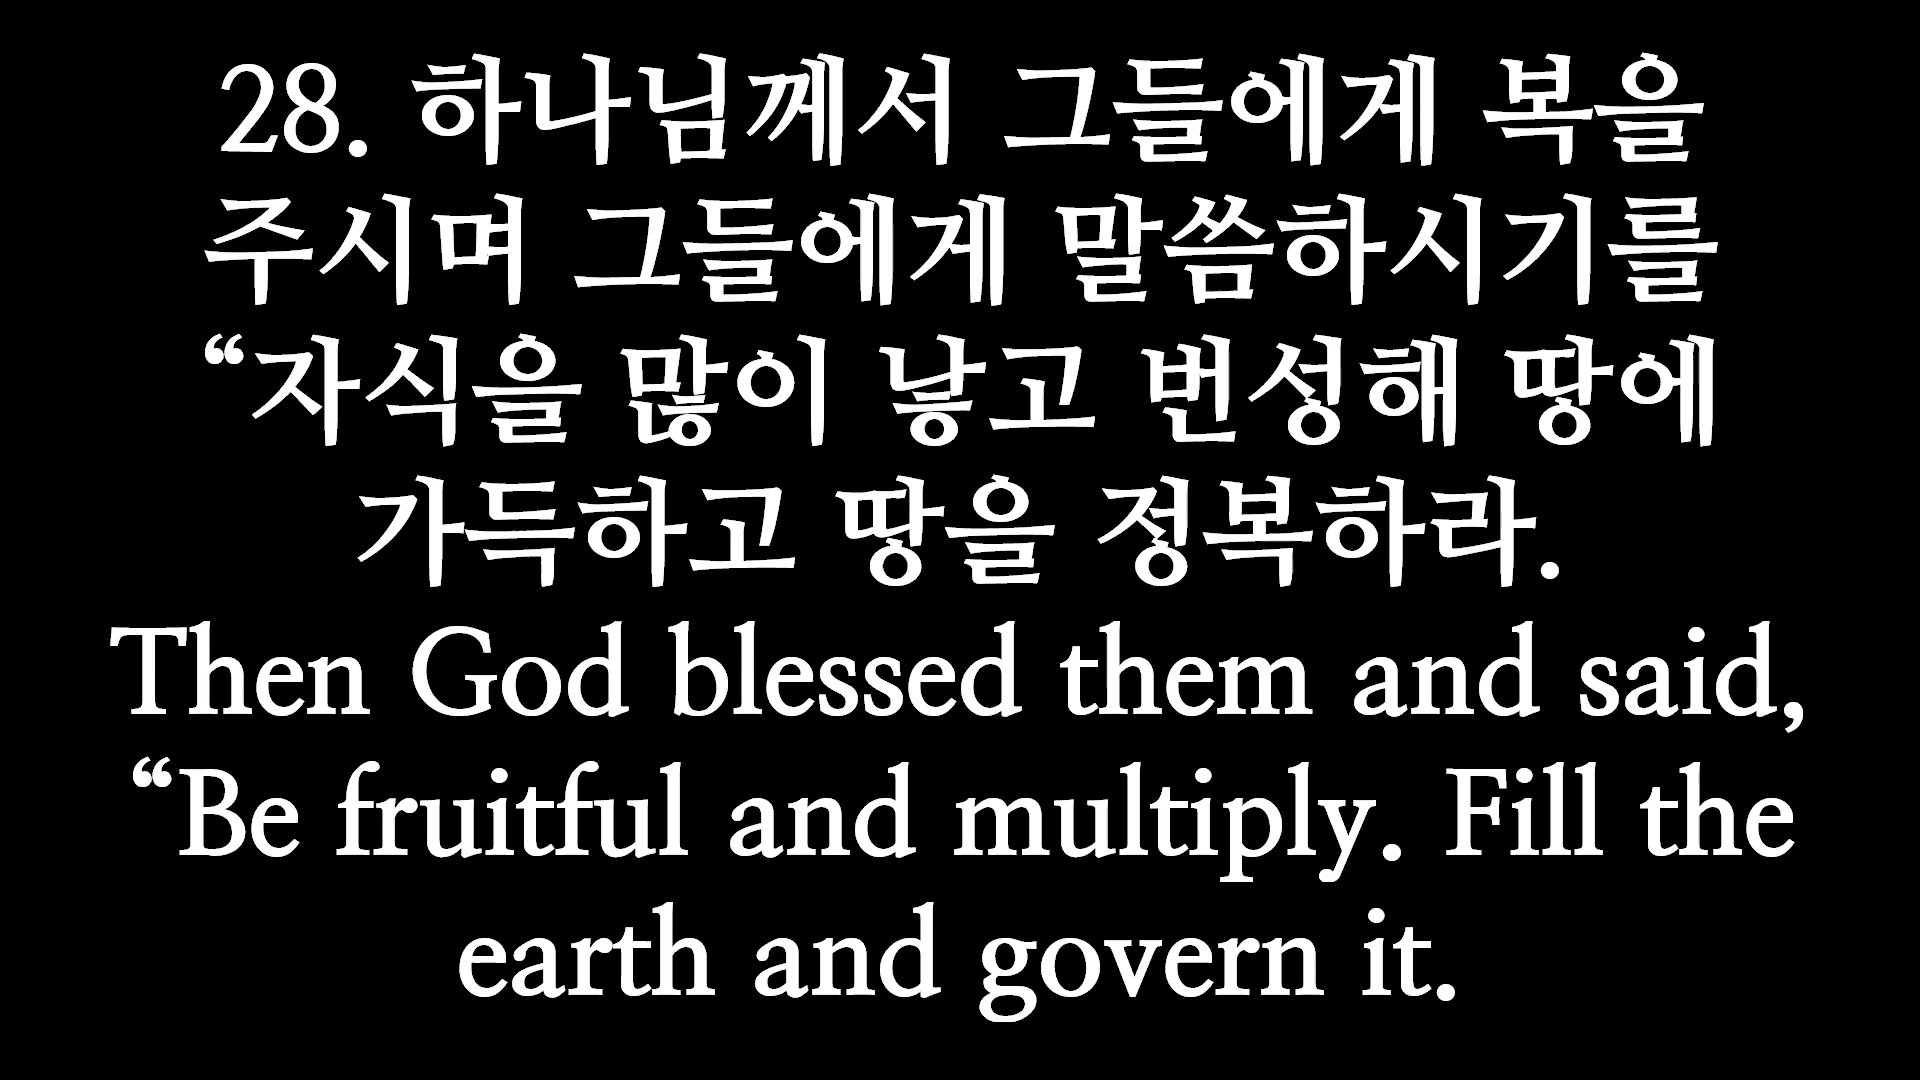 28. 하나님께서 그들에게 복을
주시며 그들에게 말씀하시기를
“자식을 많이 낳고 번성해 땅에
가득하고 땅을 정복하라.
Then God blessed them and said,
“Be fruitful and multiply. Fill the
earth and govern it.